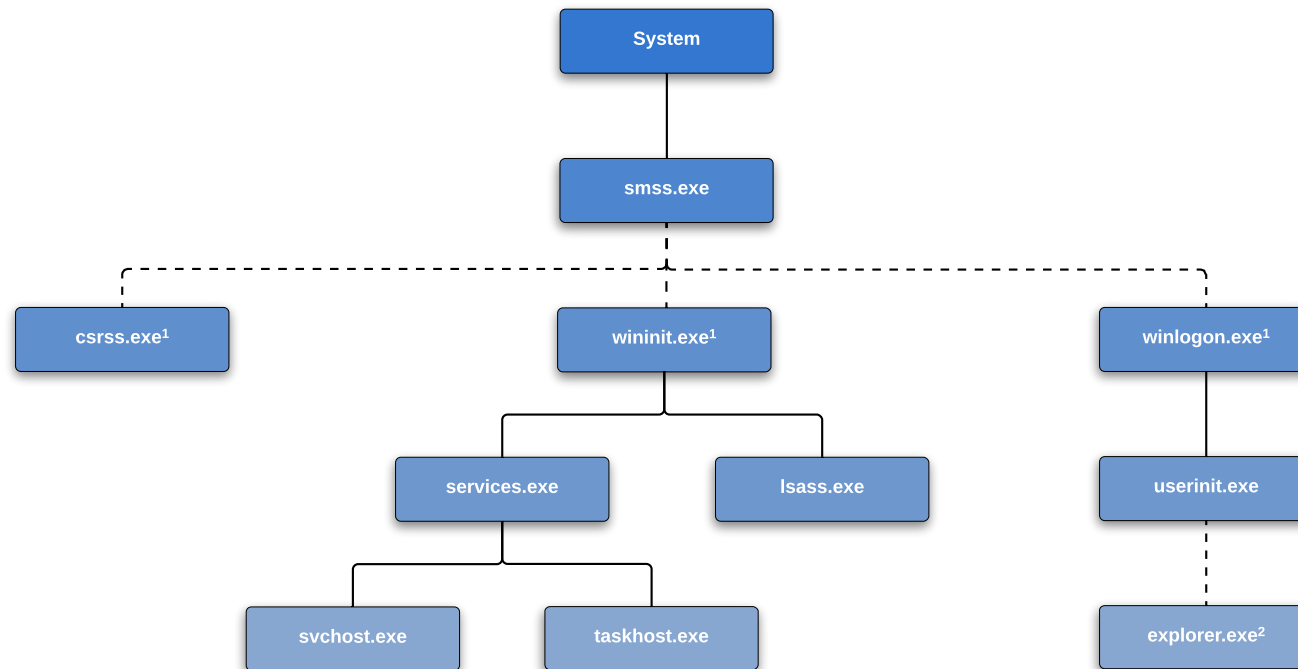 System
smss.exe
csrss.exe¹
wininit.exe¹
winlogon.exe¹
services.exe
lsass.exe
userinit.exe
svchost.exe
taskhost.exe
explorer.exe²